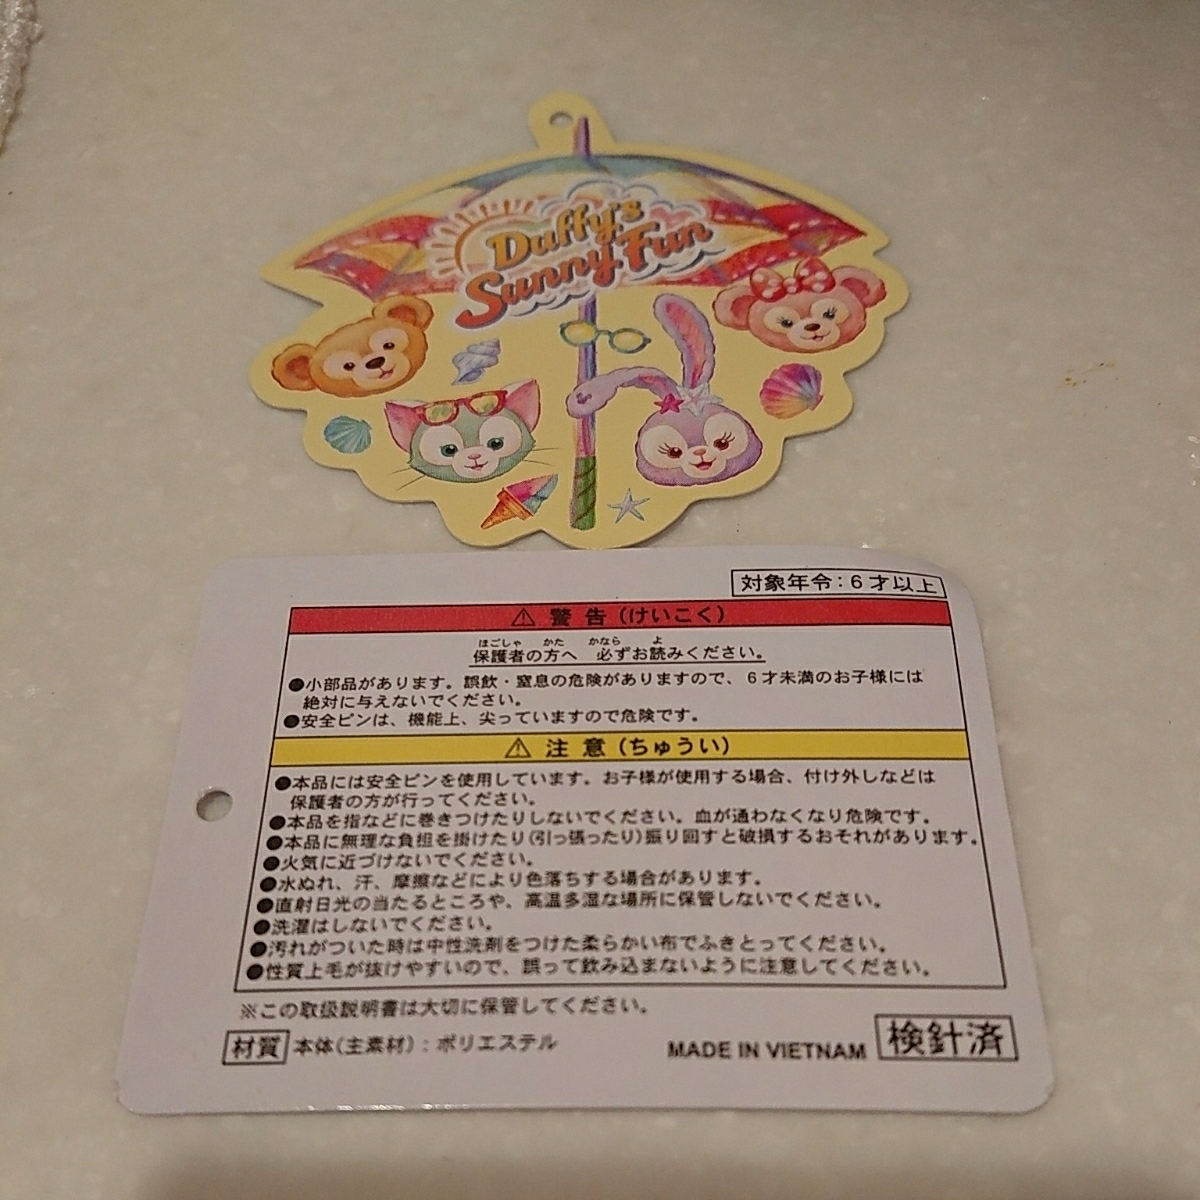 Duffy's
Sunny Fun
対象年令:6才以上
⚠ 警告(けいこく)
ほごしゃ かた かなら よ
保護者の方へ 必ずお読みください。
●小部品があります。誤飲・窒息の危険がありますので、6才未満のお子様には
絶対に与えないでください。
●安全ピンは、機能上、尖っていますので危険です。
⚠ 注意(ちゅうい)
●本品には安全ピンを使用しています。お子様が使用する場合、付け外しなどは
保護者の方が行ってください。
●本品を指などに巻きつけたりしないでください。血が通わなくなり危険です。
●本品に無理な負担を掛けたり(引っ張ったり)振り回すと破損するおそれがあります。
●火気に近づけないでください。
●水ぬれ、汗、摩擦などにより色落ちする場合があります。
●直射日光の当たるところや、高温多湿な場所に保管しないでください。
●洗濯はしないでください。
●汚れがついた時は中性洗剤をつけた柔らかい布でふきとってください。
●性質上毛が抜けやすいので、誤って飲み込まないように注意してください。
※この取扱説明書は大切に保管してください。
材質 本体(主素材):ポリエステル
MADE IN VIETNAM 検針済